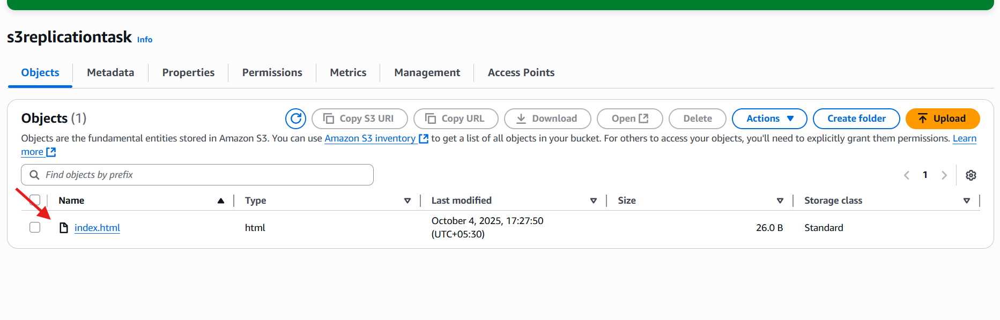 s3replicationtask Info
Objects Metadata Properties Permissions Metrics Management Access Points
Objects (1) Copy S3 URI Copy URL Download Open Delete Actions Create folder Upload
Objects are the fundamental entities stored in Amazon S3. You can use Amazon S3 inventory to get a list of all objects in your bucket. For others to access your objects, you'll need to explicitly grant them permissions. Learn
more
Find objects by prefix 1
Name Type Last modified Size Storage class
index.html html October 4, 2025, 17:27:50 26.0 B Standard
(UTC+05:30)